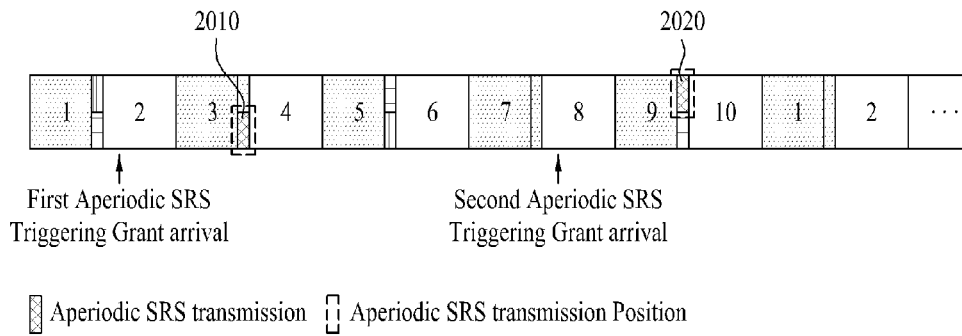 2010 2020
1 2 3 4 5 6 7 8 9 10 1 2 ···
First Aperiodic SRS
Triggering Grant arrival
Second Aperiodic SRS
Triggering Grant arrival
Aperiodic SRS transmission
Aperiodic SRS transmission Position